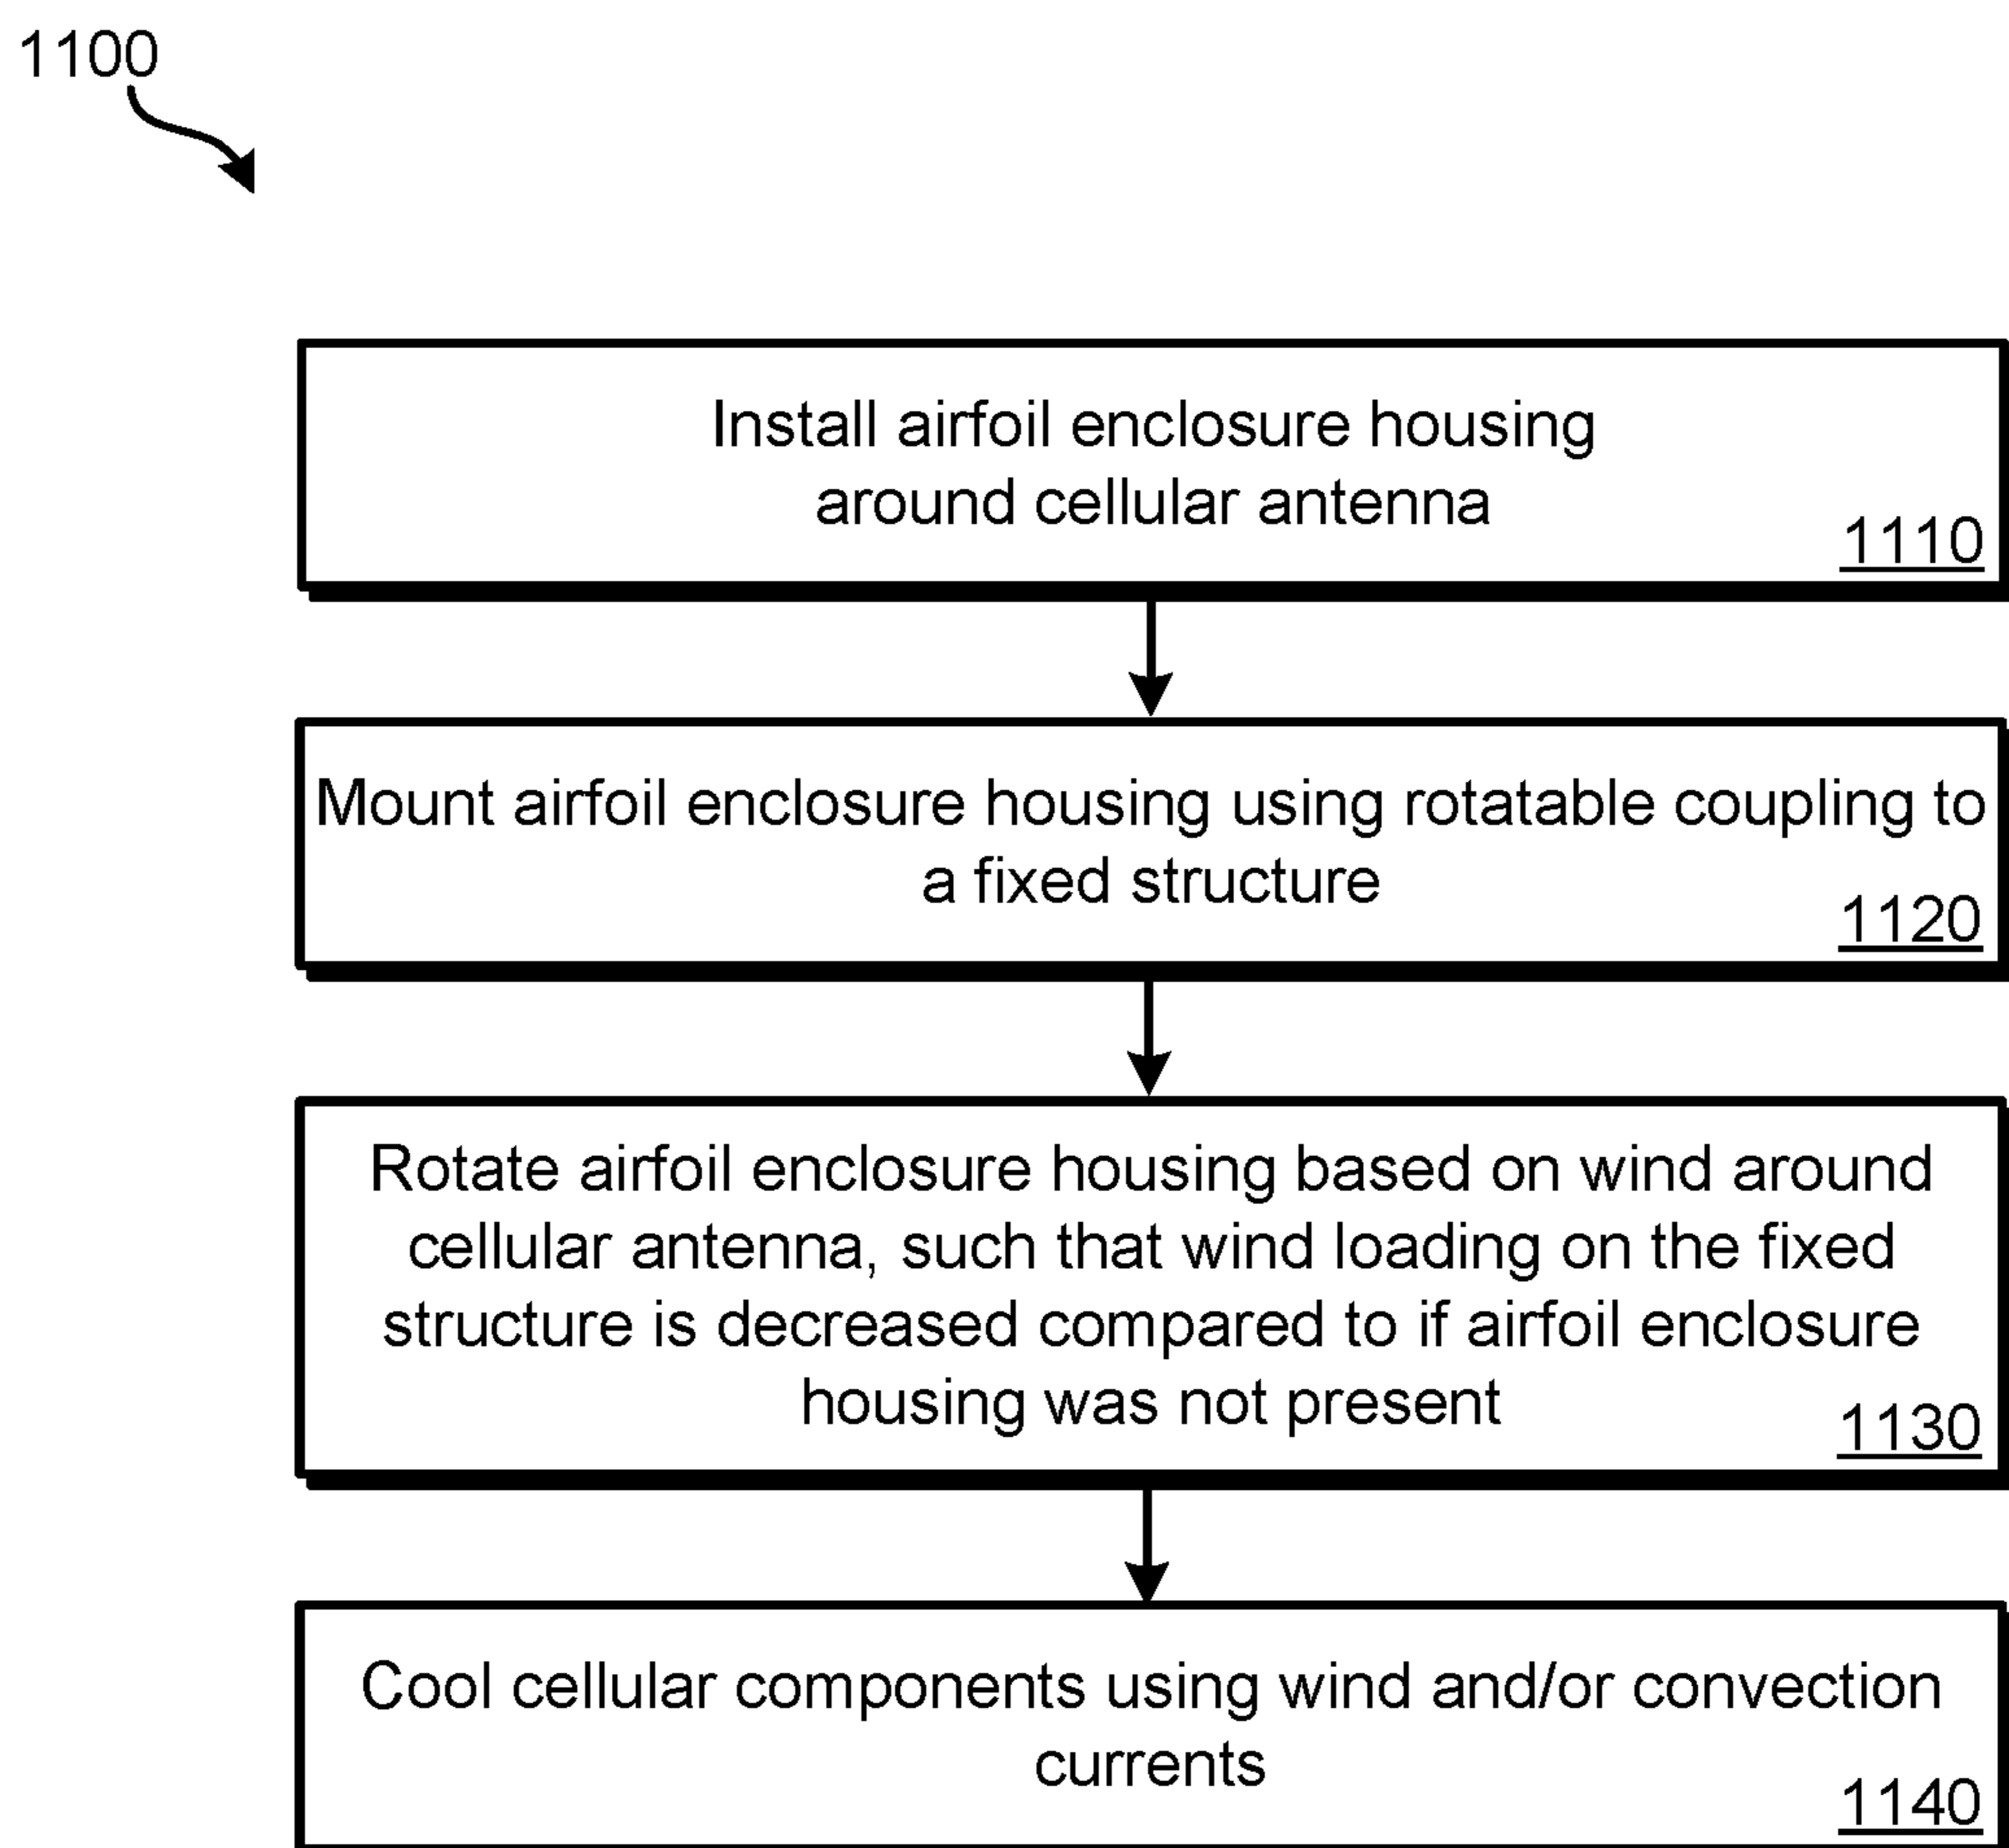 1100
Install airfoil enclosure housing
around cellular antenna
1110
Mount airfoil enclosure housing using rotatable coupling to
a fixed structure
1120
Rotate airfoil enclosure housing based on wind around
cellular antenna, such that wind loading on the fixed
structure is decreased compared to if airfoil enclosure
housing was not present
1130
Cool cellular components using wind and/or convection
currents
1140